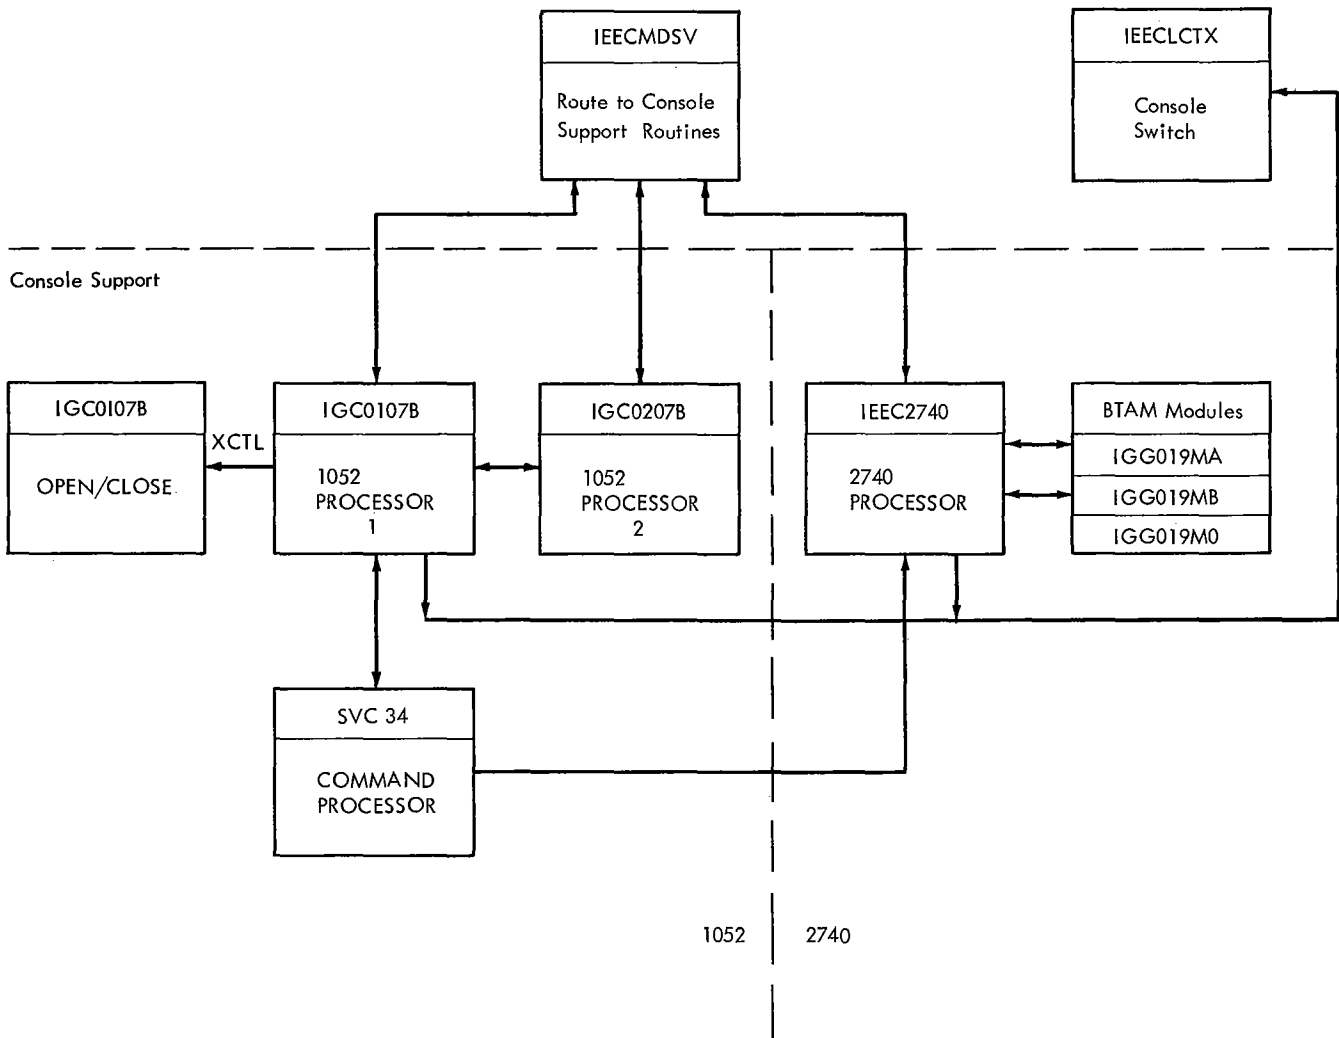 IEECMDSV
Route to Console
Support Routines
IEECLCTX
Console
Switch
Console Support
IGC0I07B
OPEN/CLOSE
XCTL
IGC0107B
1052
PROCESSOR
1
IGC0207B
1052
PROCESSOR
2
IEEC2740
2740
PROCESSOR
BTAM Modules
IGG019MA
IGG019MB
IGG019M0
SVC 34
COMMAND
PROCESSOR
1052
2740